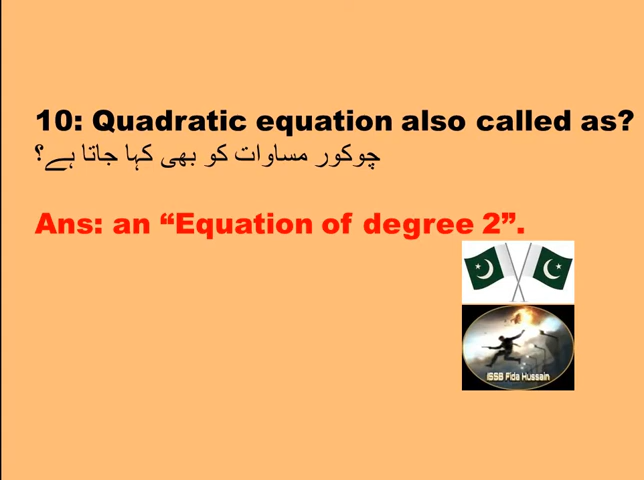 10: Quadratic equation also called as?
چوکور مساوات کو بھی کہا جاتا ہے؟
Ans: an “Equation of degree 2”.
ISSB Fida Hussain